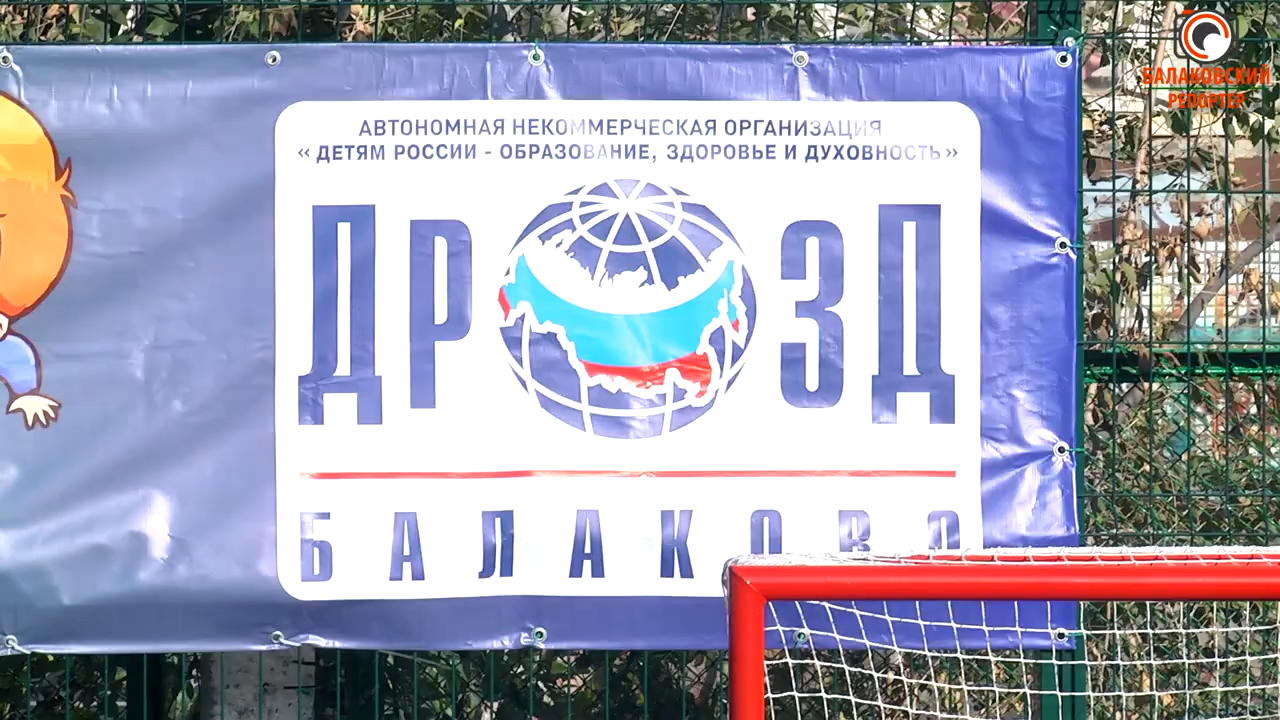 АВТОНОМНАЯ НЕКОММЕРЧЕСКАЯ ОРГАНИЗАЦИЯ
«ДЕТЯМ РОССИИ - ОБРАЗОВАНИЕ, ЗДОРОВЬЕ И ДУХОВНОСТЬ»
ДРОЗД
БАЛАКОВО
БАЛАКОВСКИЙ
РЕПОРТЕР